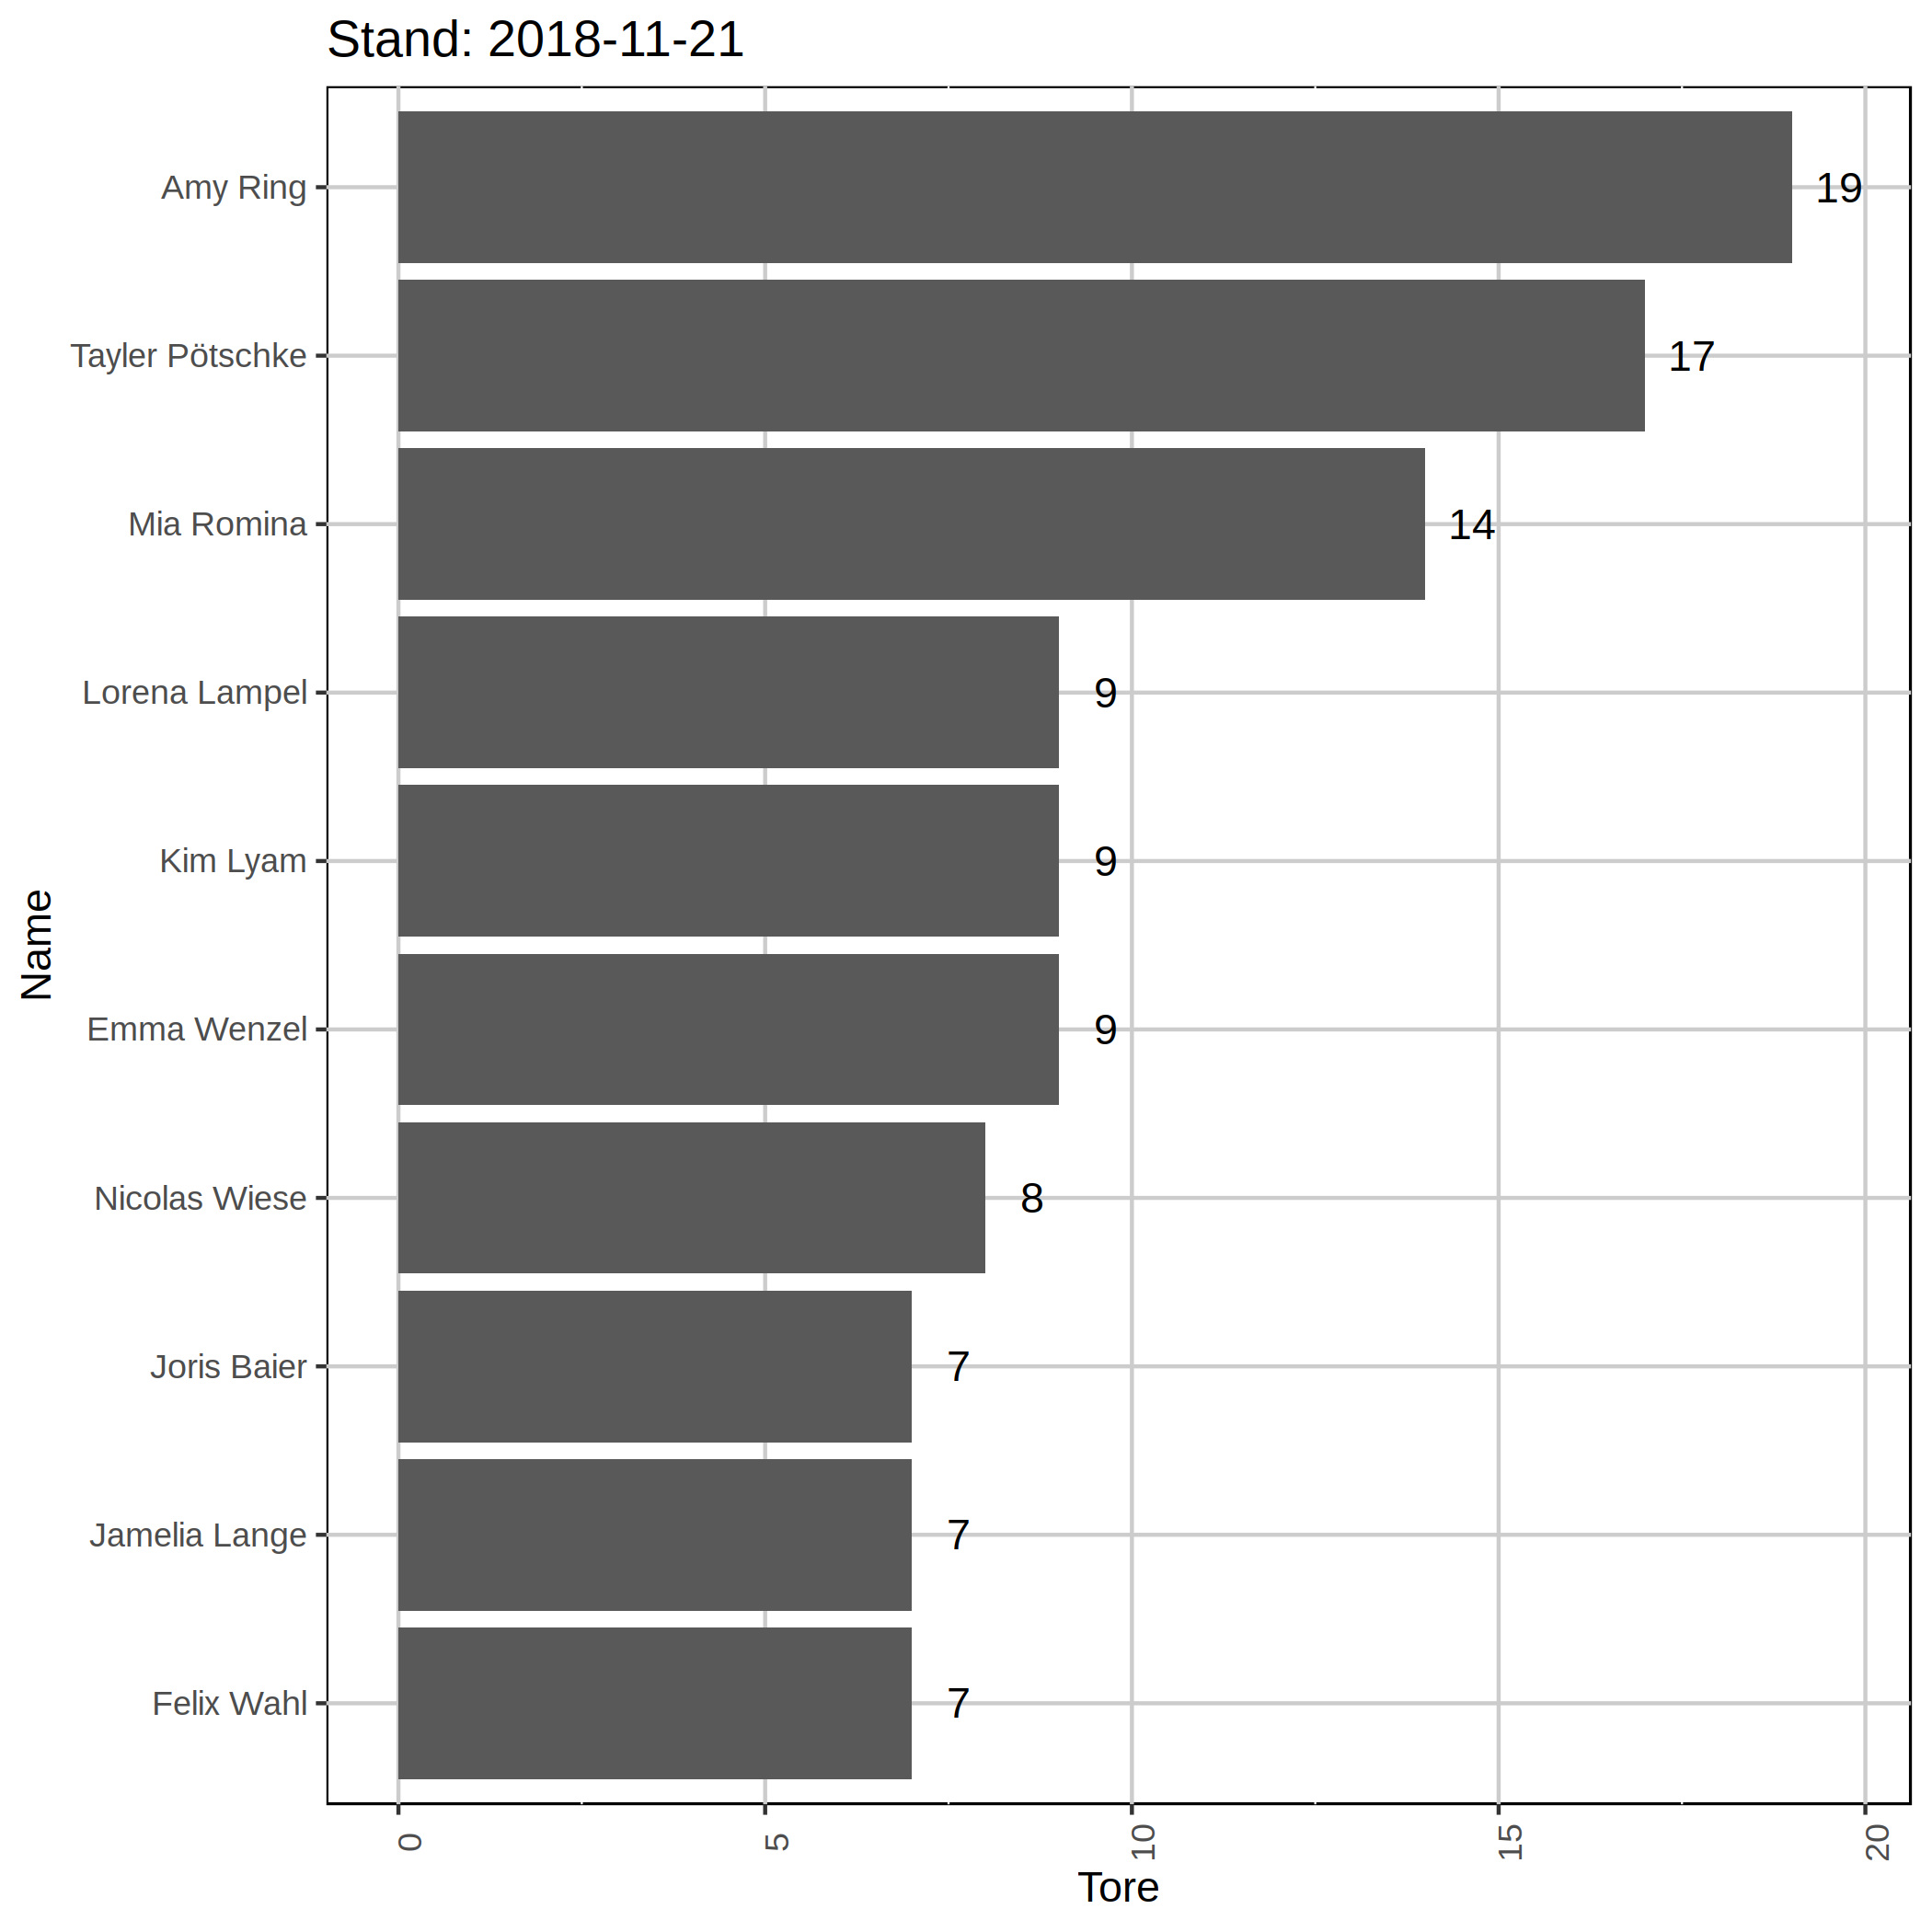 Stand: 2018-11-21
Amy Ring 19
Tayler Pötschke 17
Mia Romina 14
Lorena Lampel 9
Kim Lyam 9
Emma Wenzel 9
Nicolas Wiese 8
Joris Baier 7
Jamelia Lange 7
Felix Wahl 7
Name
0 5 10 15 20
Tore